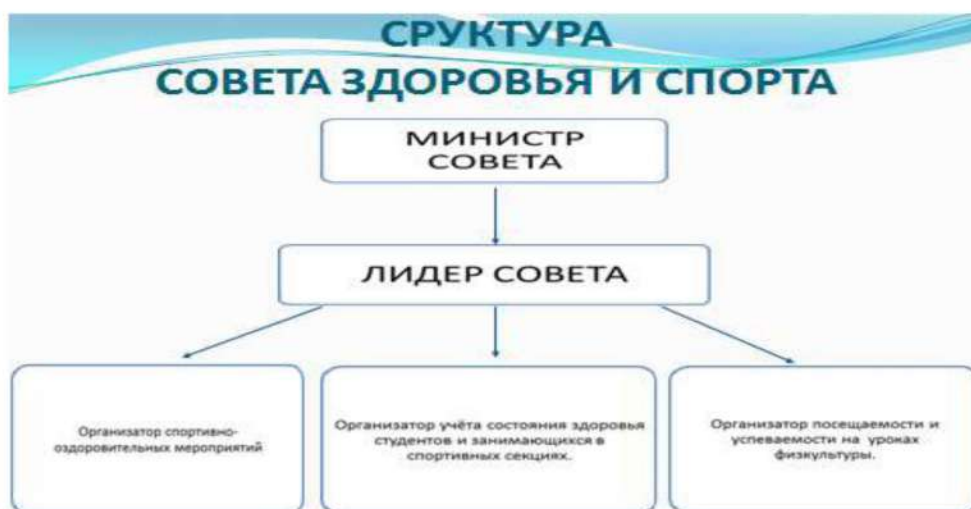 СРУКТУРА
СОВЕТА ЗДОРОВЬЯ И СПОРТА
МИНИСТР
СОВЕТА
ЛИДЕР СОВЕТА
Организатор спортивно-
оздоровительных мероприятий
Организатор учёта состояния здоровья
студентов и занимающихся в
спортивных секциях.
Организатор посещаемости и
успеваемости на уроках
физкультуры.